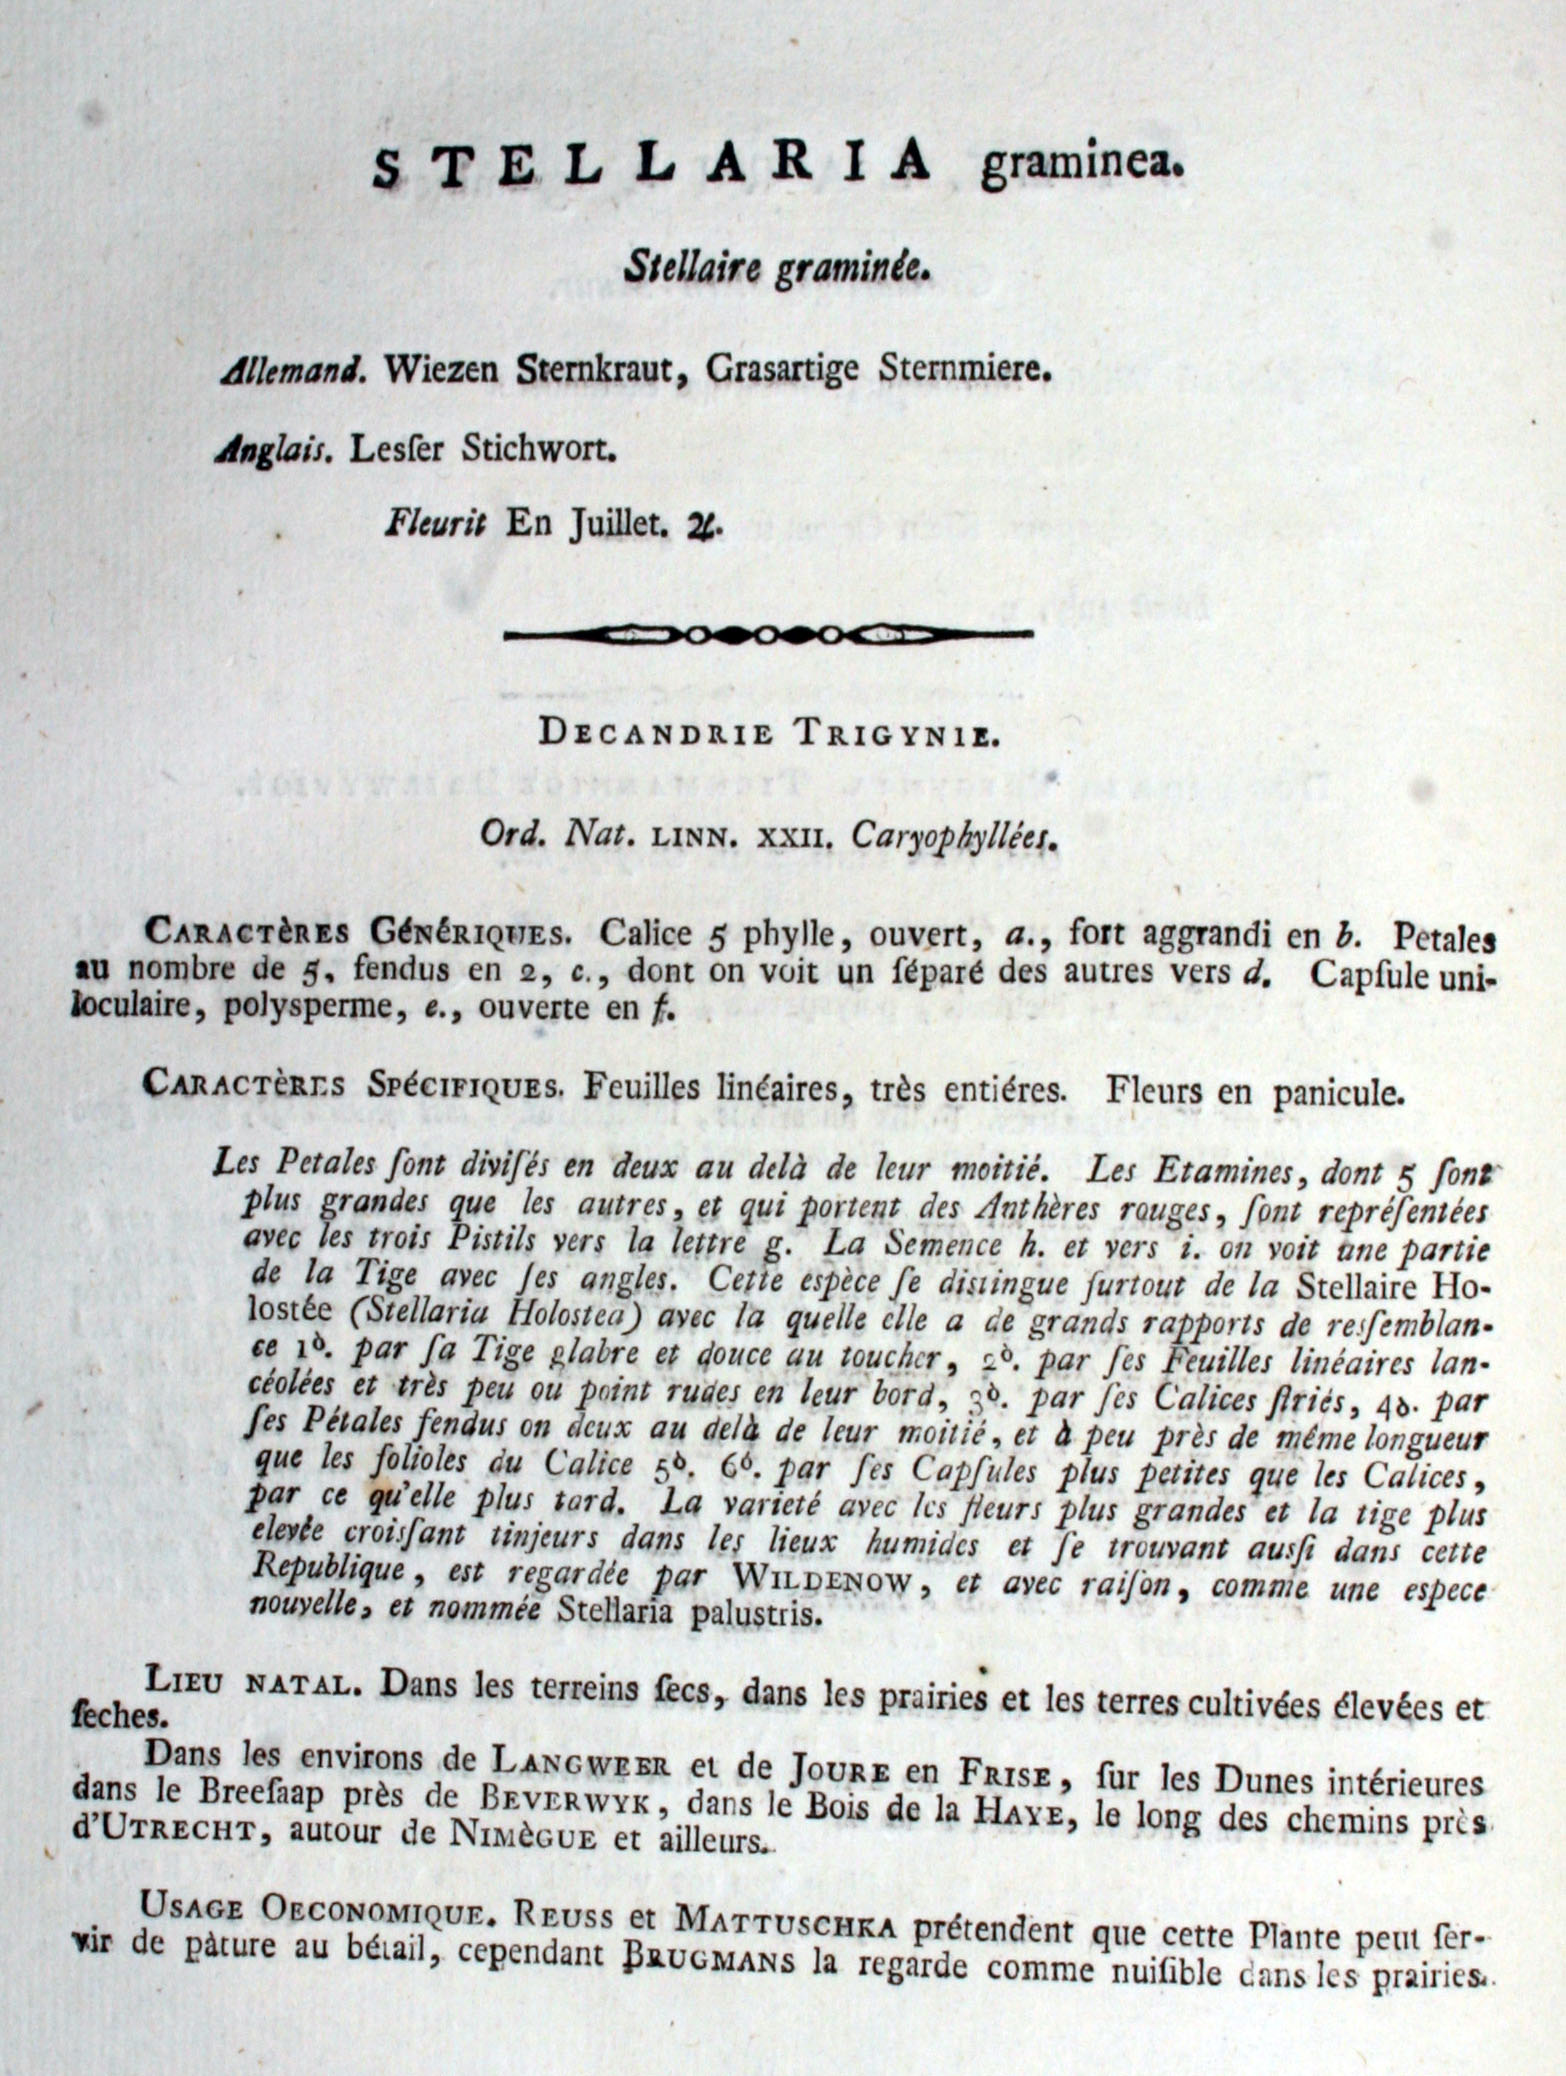 STELLARIA graminea.
Stellaire graminée.
Allemand. Wiezen Sternkraut, Grasartige Sternmiere.
Anglais. Lesſer Stichwort.
Fleurit En Juillet. ♃.
DECANDRIE TRIGYNIE.
Ord. Nat. LINN. XXII. Caryophyllées.
CARACTèRES GéNéRIQUES. Calice 5 phylle, ouvert, a., fort aggrandi en b. Petales
au nombre de 5, fendus en 2, c., dont on voit un ſéparé des autres vers d. Capſule uni-
loculaire, polysperme, e., ouverte en f.
CARACTèRES SPéCIFIQUES. Feuilles linéaires, très entiéres. Fleurs en panicule.
Les Petales ſont diviſés en deux au delà de leur moitié. Les Etamines, dont 5 ſont
plus grandes que les autres, et qui portent des Anthères rouges, ſont repréſentées
avec les trois Pistils vers la lettre g. La Semence h. et vers i. on voit une partie
de la Tige avec ſes angles. Cette espèce ſe distingue ſurtout de la Stellaire Ho-
lostée (Stellaria Holostea) avec la quelle elle a de grands rapports de resſemblan-
ce 1o. par ſa Tige glabre et douce au toucher, 2o. par ſes Feuilles linéaires lan-
céolées et très peu ou point rudes en leur bord, 3o. par ſes Calices ſtriés, 4o. par
ſes Pétales fendus on deux au delà de leur moitié, et à peu près de même longueur
que les folioles du Calice 5o. 6o. par ſes Capſules plus petites que les Calices,
par ce qu'elle plus tard. La varieté avec les fleurs plus grandes et la tige plus
elevée croisſant tinjeurs dans les lieux humides et ſe trouvant ausſi dans cette
Republique, est regardée par WILDENOW, et avec raiſon, comme une espece
nouvelle, et nommée Stellaria palustris.
LIEU NATAL. Dans les terreins ſecs, dans les prairies et les terres cultivées élevées et
ſeches.
Dans les environs de LANGWEER et de JOURE en FRISE, ſur les Dunes intérieures
dans le Breeſaap près de BEVERWYK, dans le Bois de la HAYE, le long des chemins près
d'UTRECHT, autour de NIMèGUE et ailleurs.
USAGE OECONOMIQUE. REUSS et MATTUSCHKA prétendent que cette Plante peut ſer-
vir de pàture au bétail, cependant BRUGMANS la regarde comme nuiſible dans les prairies.